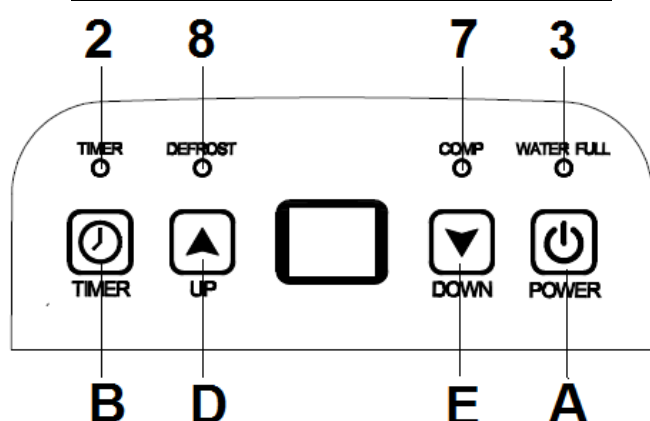 2 8 7 3
TIMER DEFROST COMP WATER FULL
TIMER UP DOWN POWER
B D E A